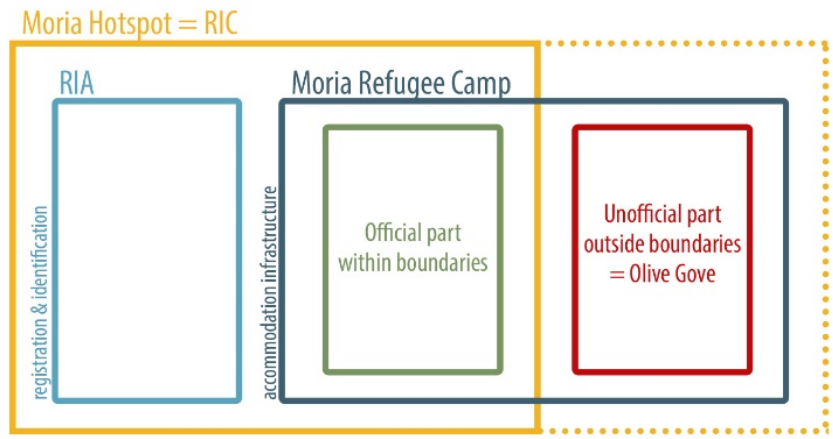 Moria Hotspot = RIC
RIA
Moria Refugee Camp
registration & identification
accommodation infrastructure
Official part
within boundaries
Unofficial part
outside boundaries
= Olive Gove